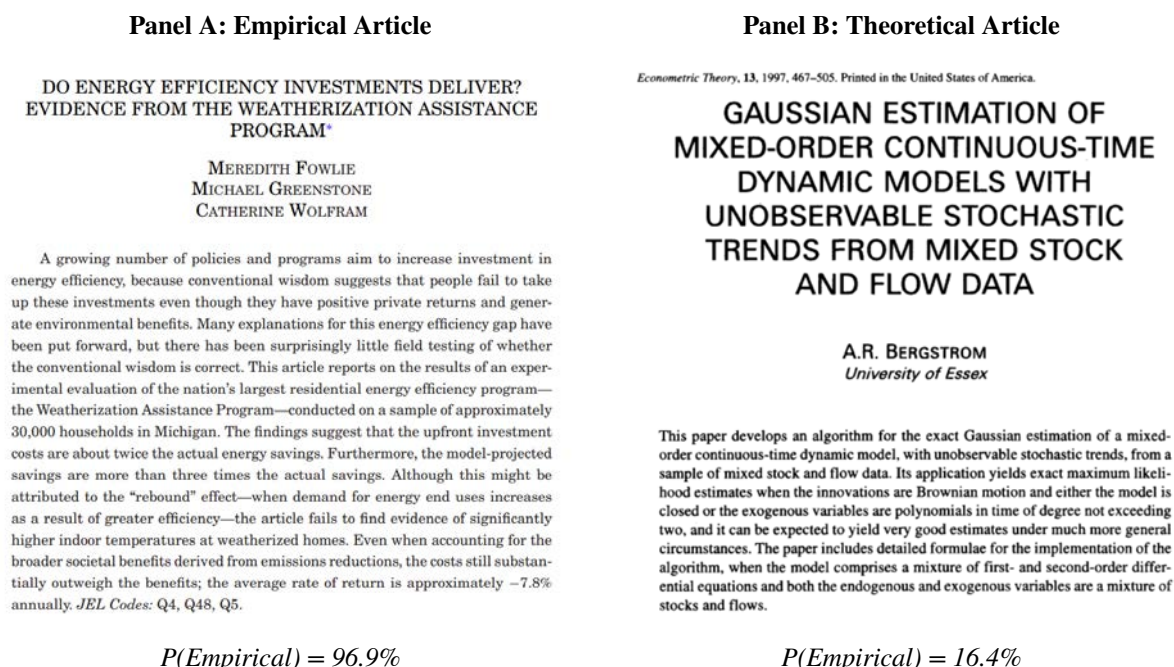 Panel A: Empirical Article
DO ENERGY EFFICIENCY INVESTMENTS DELIVER?
EVIDENCE FROM THE WEATHERIZATION ASSISTANCE
PROGRAM*
MEREDITH FOWLIE
MICHAEL GREENSTONE
CATHERINE WOLFRAM
A growing number of policies and programs aim to increase investment in
energy efficiency, because conventional wisdom suggests that people fail to take
up these investments even though they have positive private returns and gener-
ate environmental benefits. Many explanations for this energy efficiency gap have
been put forward, but there has been surprisingly little field testing of whether
the conventional wisdom is correct. This article reports on the results of an exper-
imental evaluation of the nation's largest residential energy efficiency program—
the Weatherization Assistance Program—conducted on a sample of approximately
30,000 households in Michigan. The findings suggest that the upfront investment
costs are about twice the actual energy savings. Furthermore, the model-projected
savings are more than three times the actual savings. Although this might be
attributed to the “rebound” effect—when demand for energy end uses increases
as a result of greater efficiency—the article fails to find evidence of significantly
higher indoor temperatures at weatherized homes. Even when accounting for the
broader societal benefits derived from emissions reductions, the costs still substan-
tially outweigh the benefits; the average rate of return is approximately −7.8%
annually. JEL Codes: Q4, Q48, Q5.
P(Empirical) = 96.9%
Panel B: Theoretical Article
Econometric Theory, 13, 1997, 467–505. Printed in the United States of America.
GAUSSIAN ESTIMATION OF
MIXED-ORDER CONTINUOUS-TIME
DYNAMIC MODELS WITH
UNOBSERVABLE STOCHASTIC
TRENDS FROM MIXED STOCK
AND FLOW DATA
A.R. BERGSTROM
University of Essex
This paper develops an algorithm for the exact Gaussian estimation of a mixed-
order continuous-time dynamic model, with unobservable stochastic trends, from a
sample of mixed stock and flow data. Its application yields exact maximum likeli-
hood estimates when the innovations are Brownian motion and either the model is
closed or the exogenous variables are polynomials in time of degree not exceeding
two, and it can be expected to yield very good estimates under much more general
circumstances. The paper includes detailed formulae for the implementation of the
algorithm, when the model comprises a mixture of first- and second-order differ-
ential equations and both the endogenous and exogenous variables are a mixture of
stocks and flows.
P(Empirical) = 16.4%